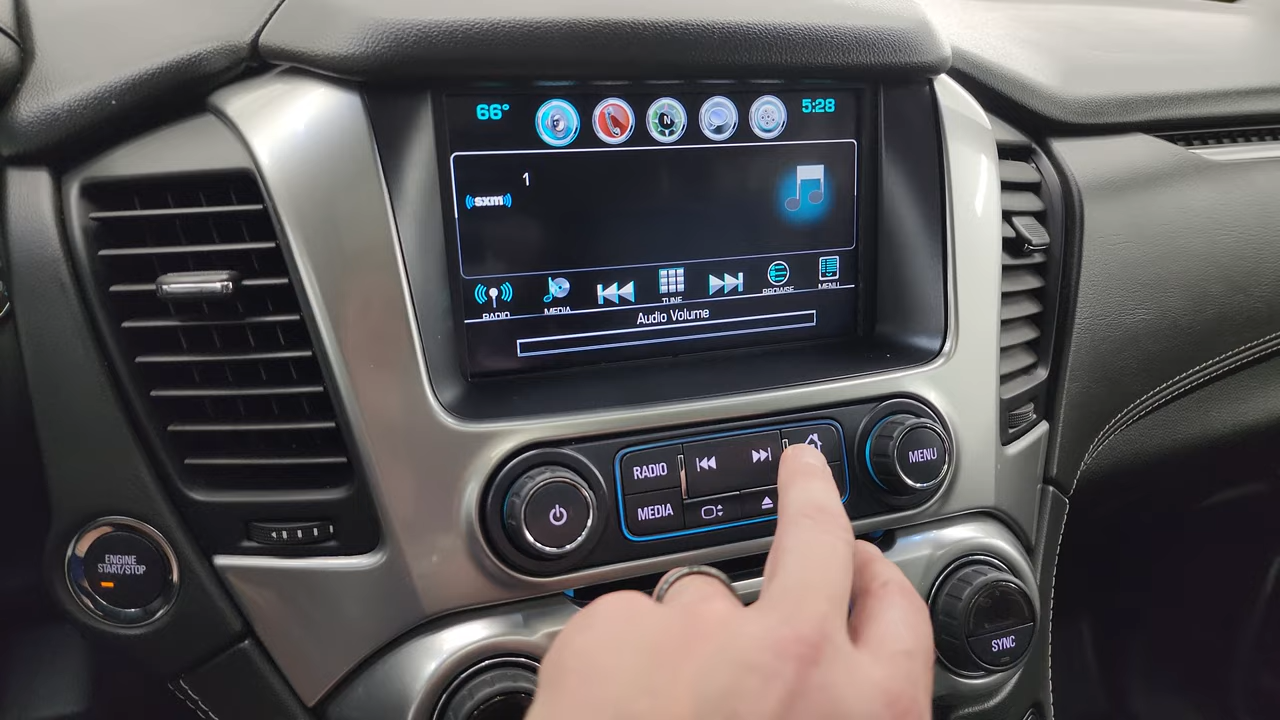 66°
N
5:28
1
((sxm))
RADIO
MEDIA
TUNE
BROWSE
MENU
Audio Volume
RADIO
MENU
MEDIA
ENGINE
START/STOP
SYNC